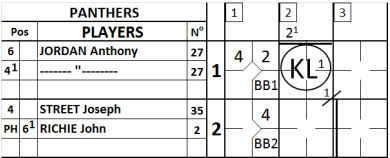 PANTHERS 1 2 3
Pos PLAYERS Nº 2¹
6 JORDAN Anthony 27 4 2 KL 1
4¹ ------- "-------- 27 1 BB1 1
4 STREET Joseph 35 4
PH 6¹ RICHIE John 2 2 BB2